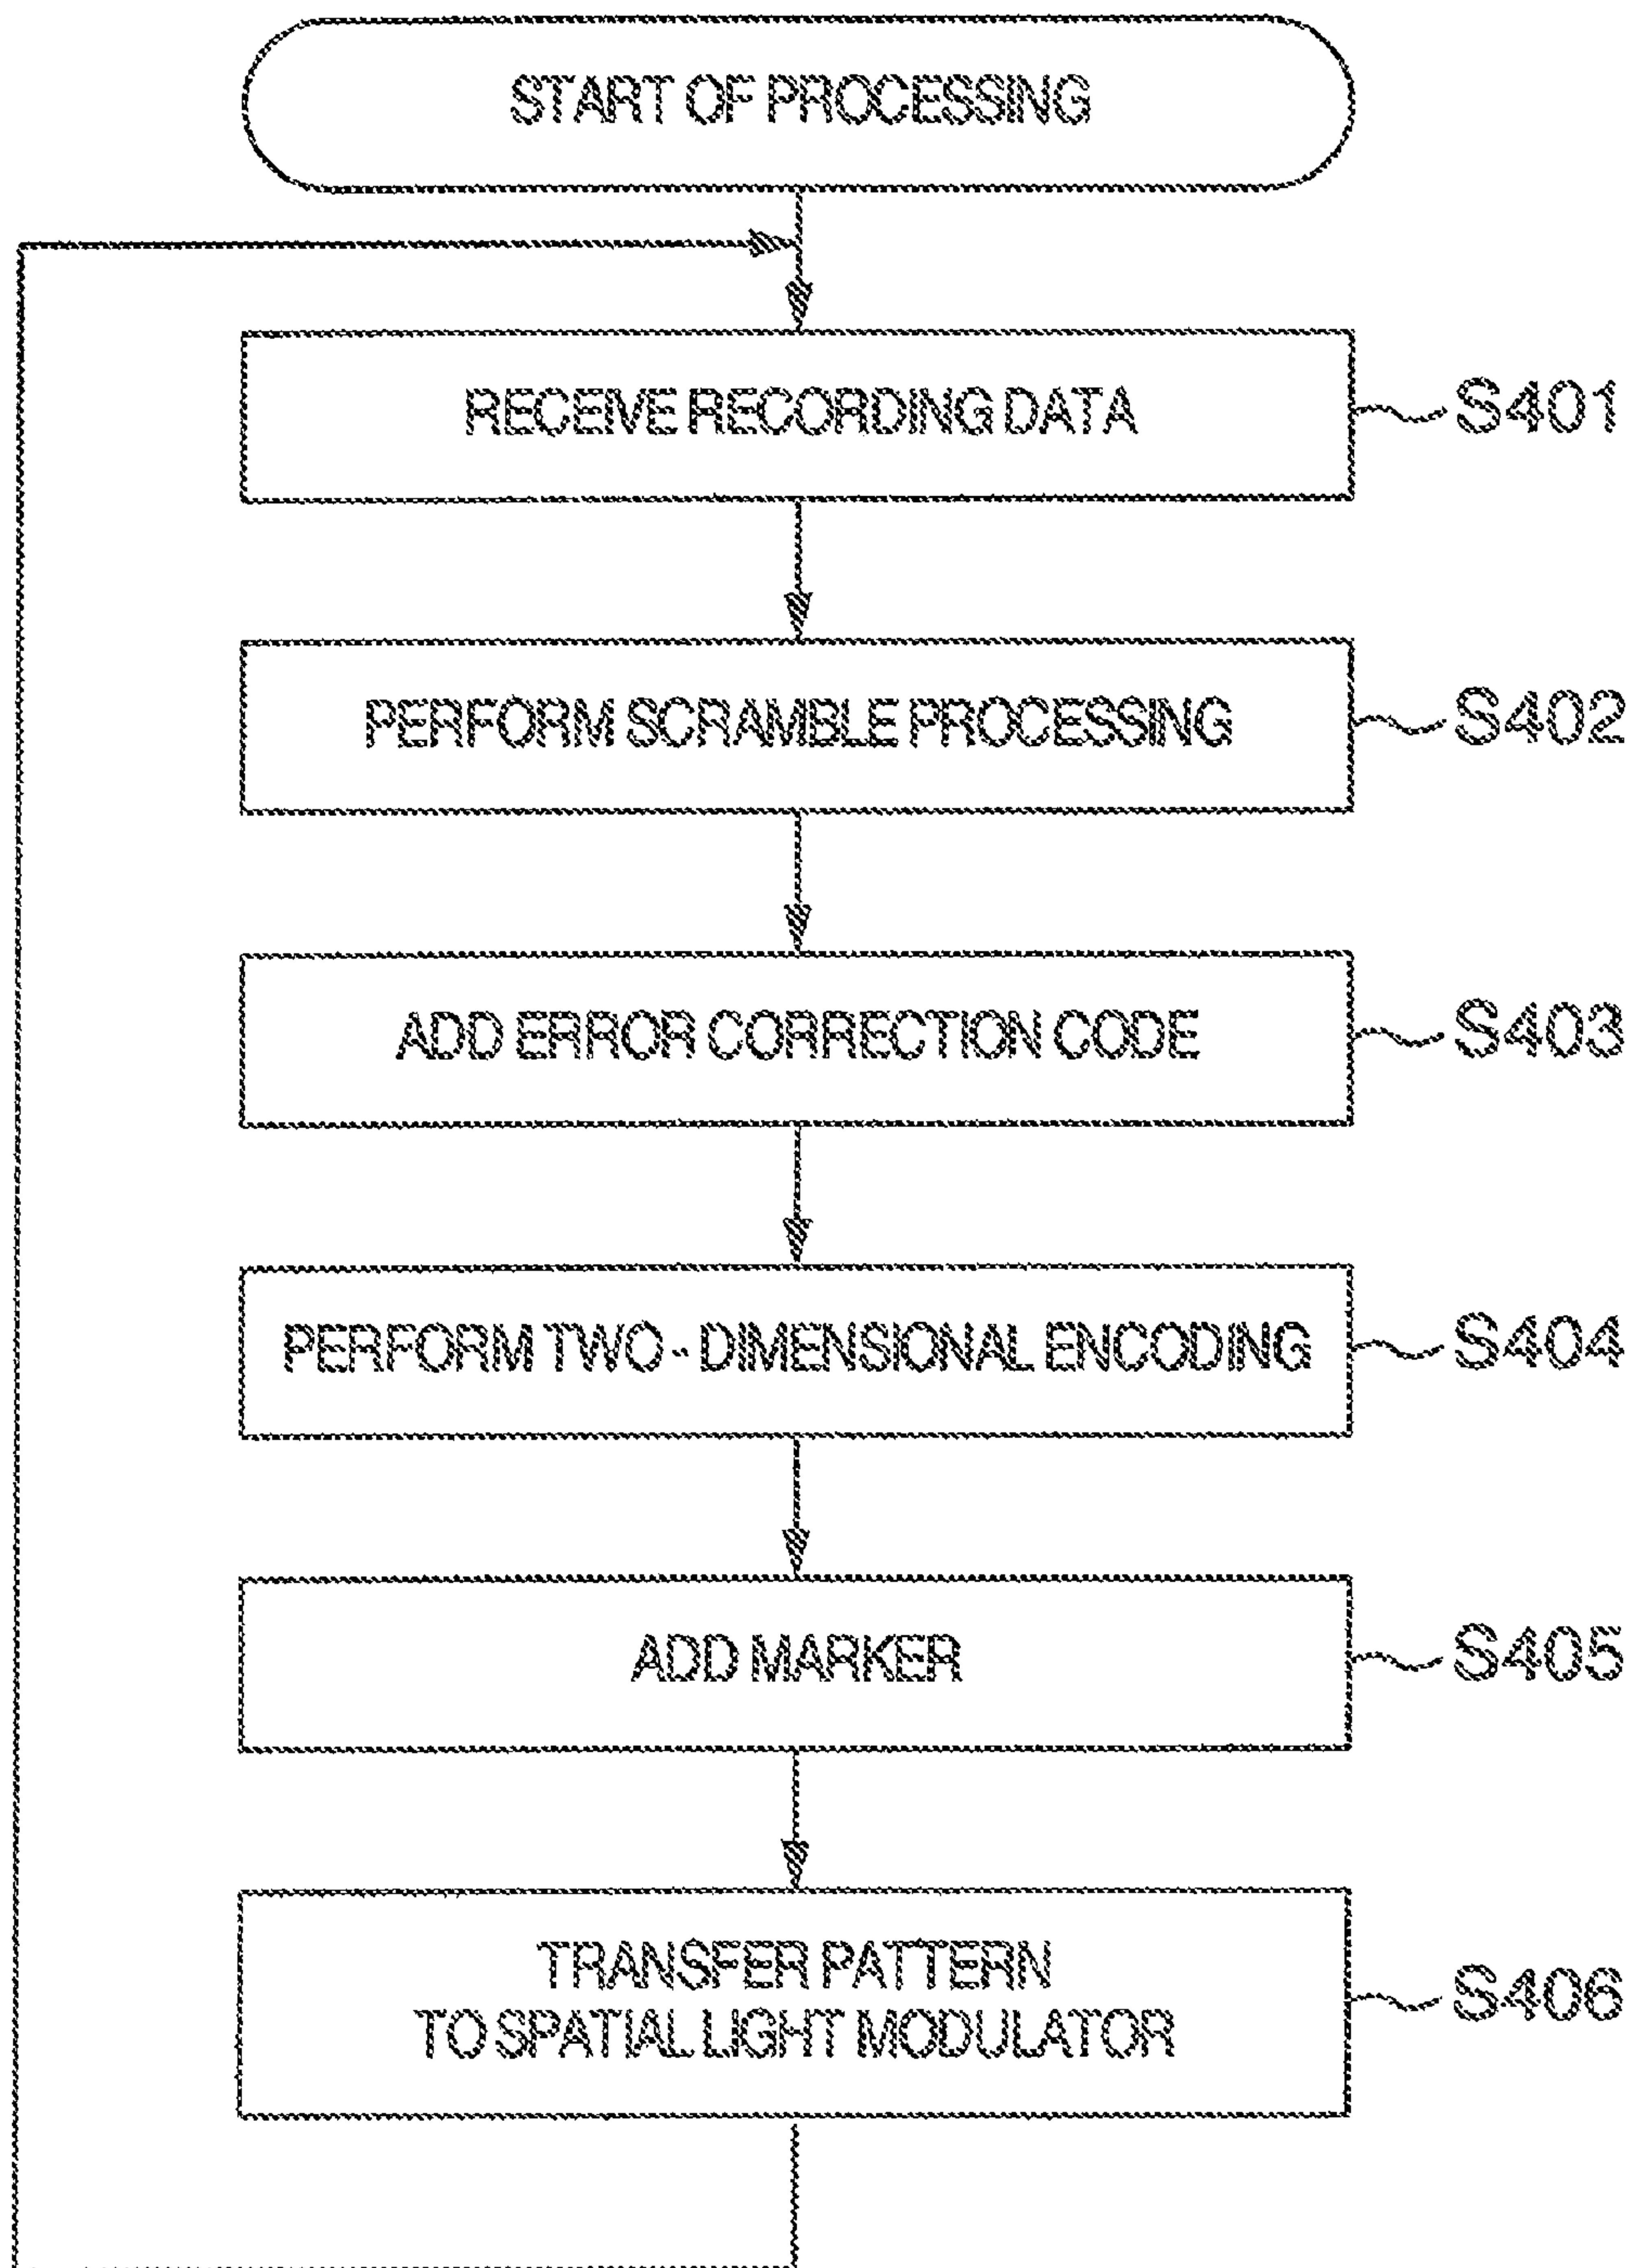 START OF PROCESSING
RECEIVE RECORDING DATA
S401
PERFORM SCRAMBLE PROCESSING
S402
ADD ERROR CORRECTION CODE
S403
PERFORM TWO-DIMENSIONAL ENCODING
S404
ADD MARKER
S405
TRANSFER PATTERN
TO SPATIAL LIGHT MODULATOR
S406